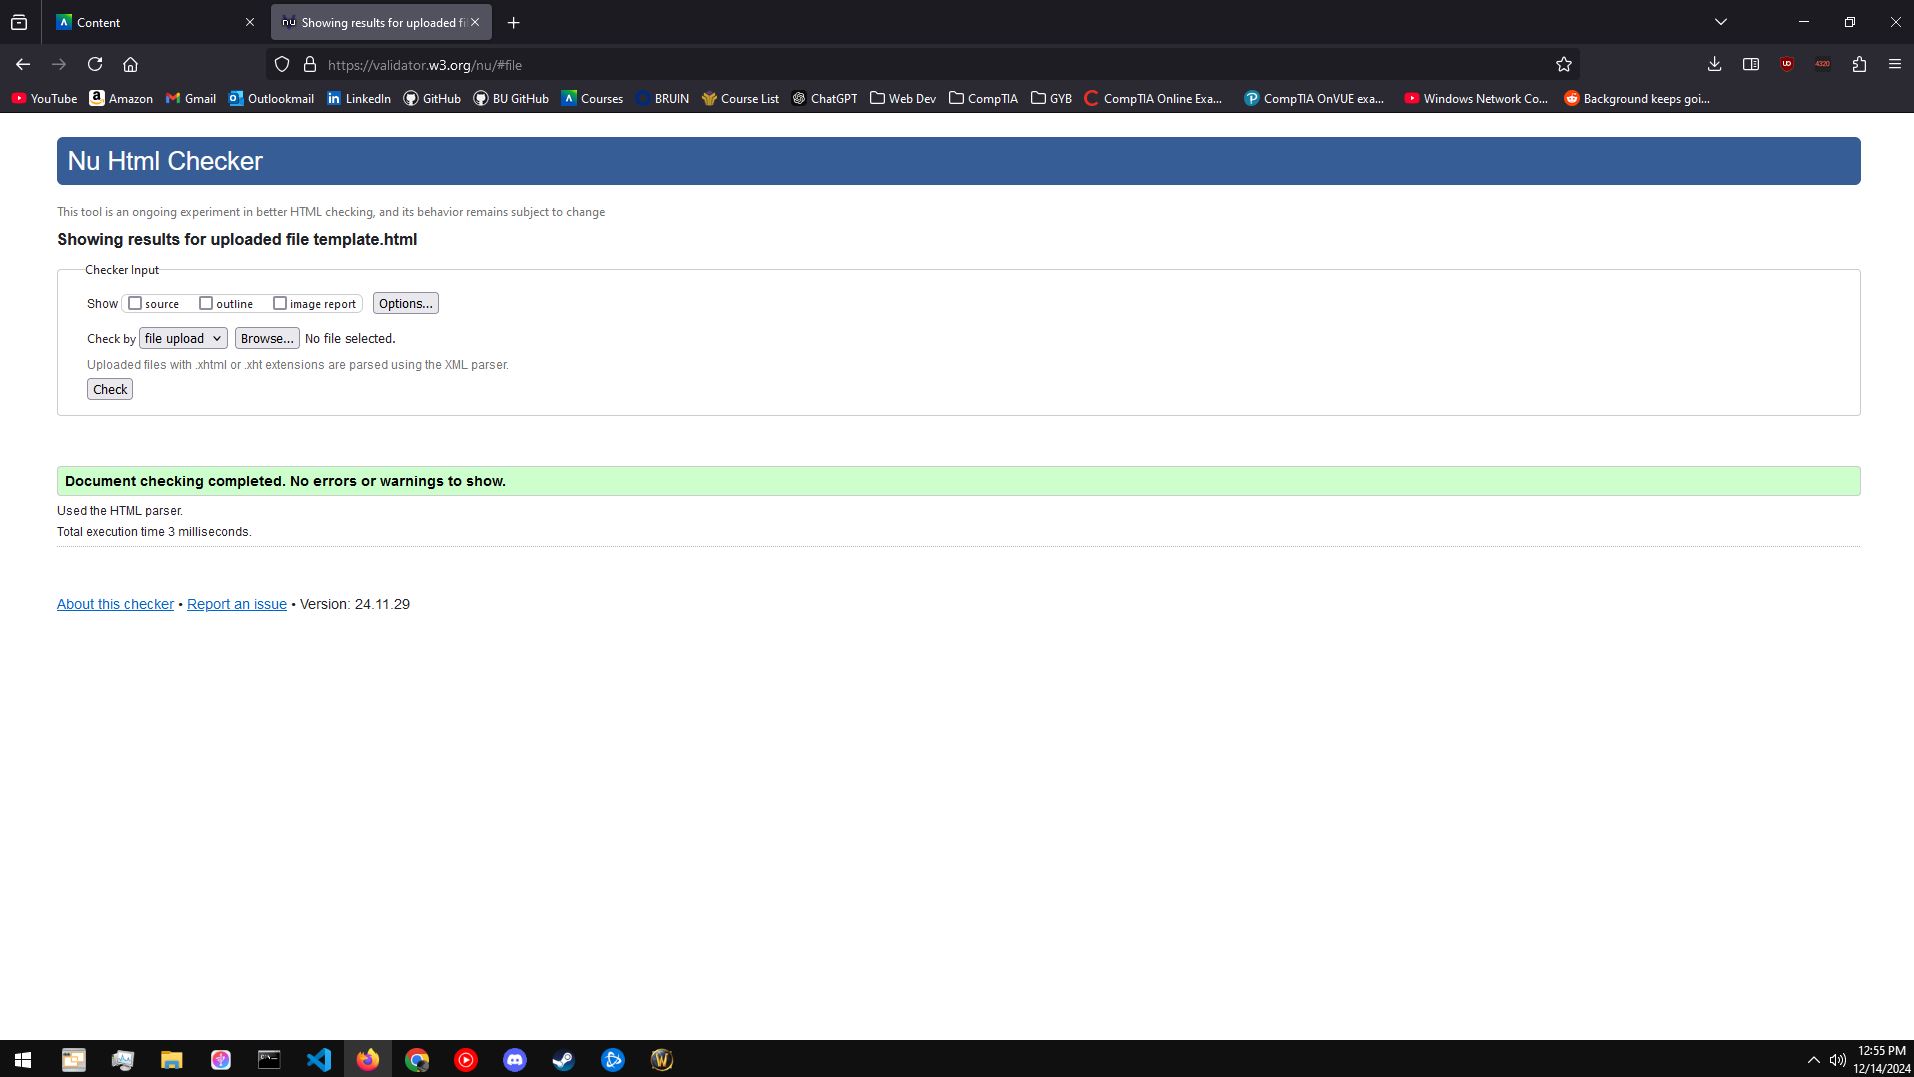 Content
Showing results for uploaded fil
https://validator.w3.org/nu/#file
YouTube Amazon Gmail Outlookmail LinkedIn GitHub BU GitHub Courses BRUIN Course List ChatGPT Web Dev CompTIA GYB CompTIA Online Exa... CompTIA OnVUE exa... Windows Network Co... Background keeps goi...
Nu Html Checker
This tool is an ongoing experiment in better HTML checking, and its behavior remains subject to change
Showing results for uploaded file template.html
Checker Input
Show source outline image report Options...
Check by file upload Browse... No file selected.
Uploaded files with .xhtml or .xht extensions are parsed using the XML parser.
Check
Document checking completed. No errors or warnings to show.
Used the HTML parser.
Total execution time 3 milliseconds.
About this checker • Report an issue • Version: 24.11.29
12:55 PM
12/14/2024